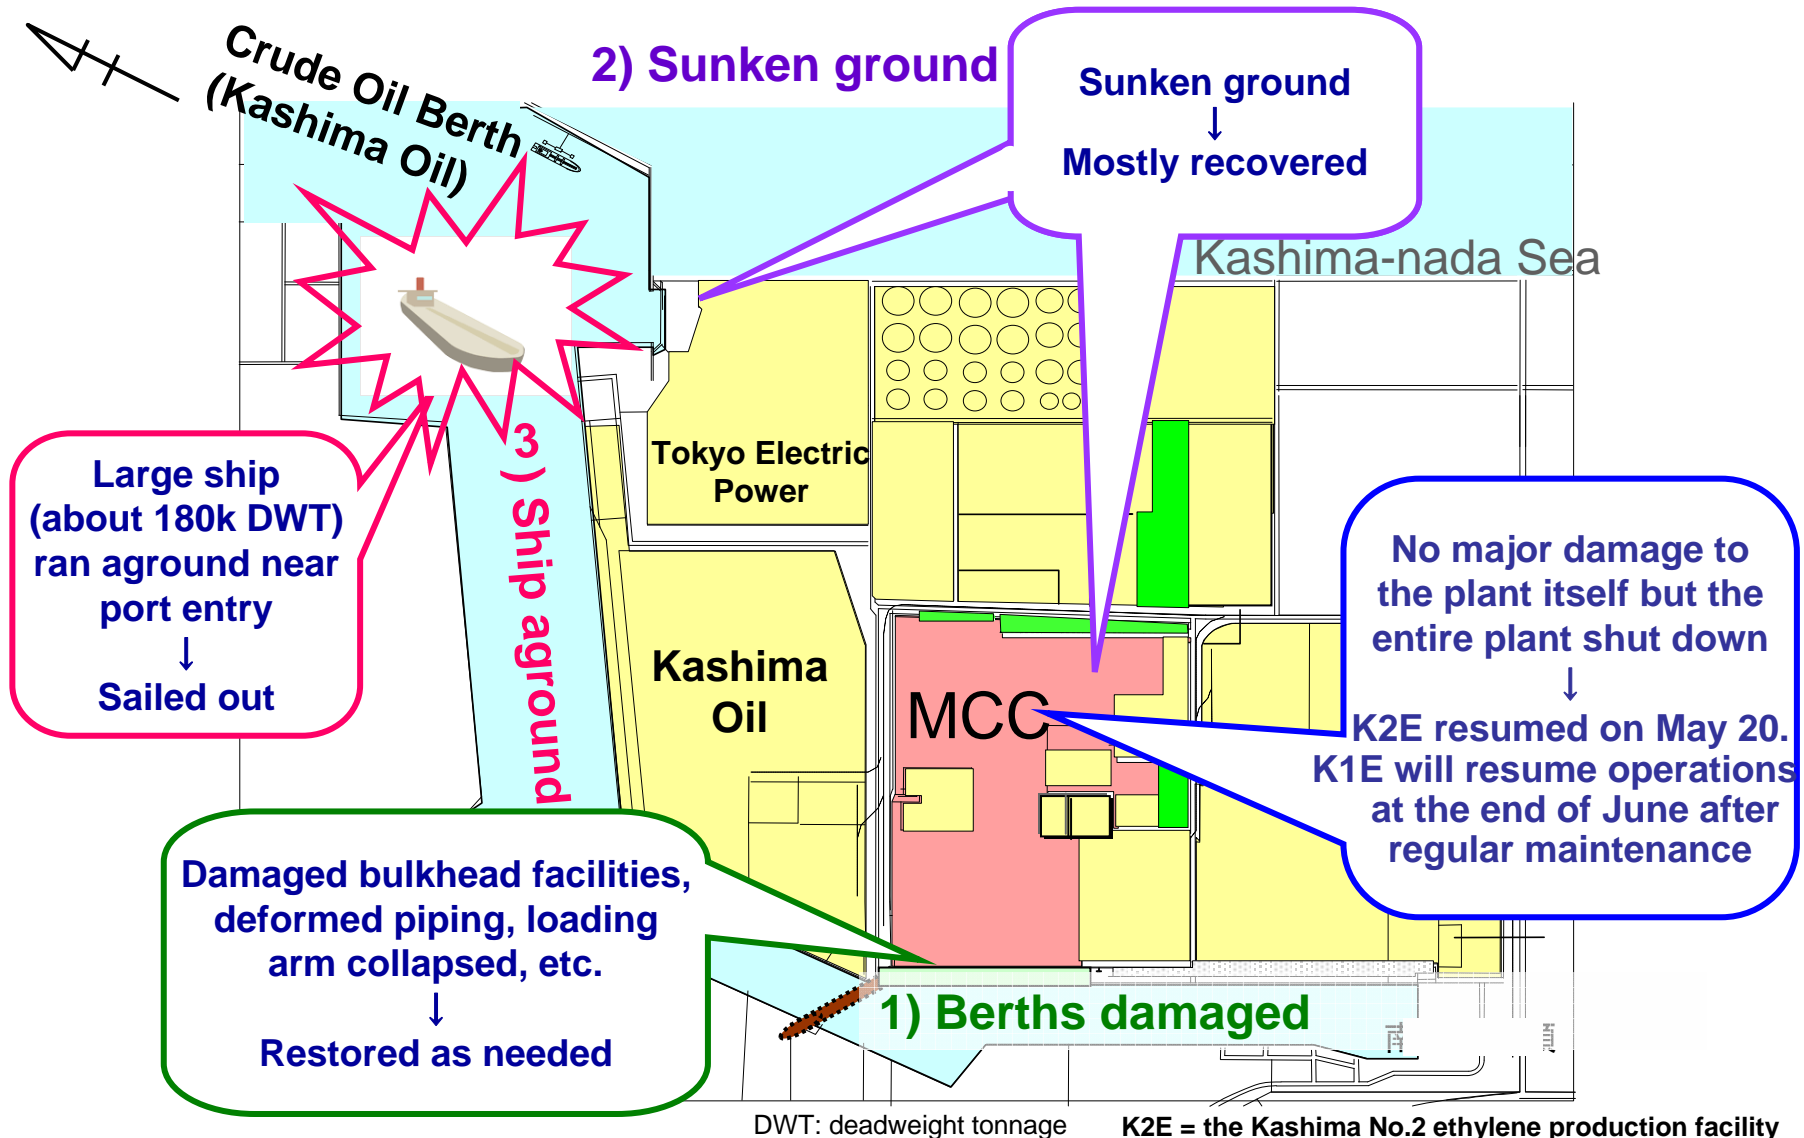 Crude Oil Berth
(Kashima Oil)
2) Sunken ground
Sunken ground
↓
Mostly recovered
Kashima-nada Sea
3) Ship aground
Large ship
(about 180k DWT)
ran aground near
port entry
↓
Sailed out
Tokyo Electric
Power
Kashima
Oil
MCC
No major damage to
the plant itself but the
entire plant shut down
↓
K2E resumed on May 20.
K1E will resume operations
at the end of June after
regular maintenance
Damaged bulkhead facilities,
deformed piping, loading
arm collapsed, etc.
↓
Restored as needed
1) Berths damaged
DWT: deadweight tonnage
K2E = the Kashima No.2 ethylene production facility